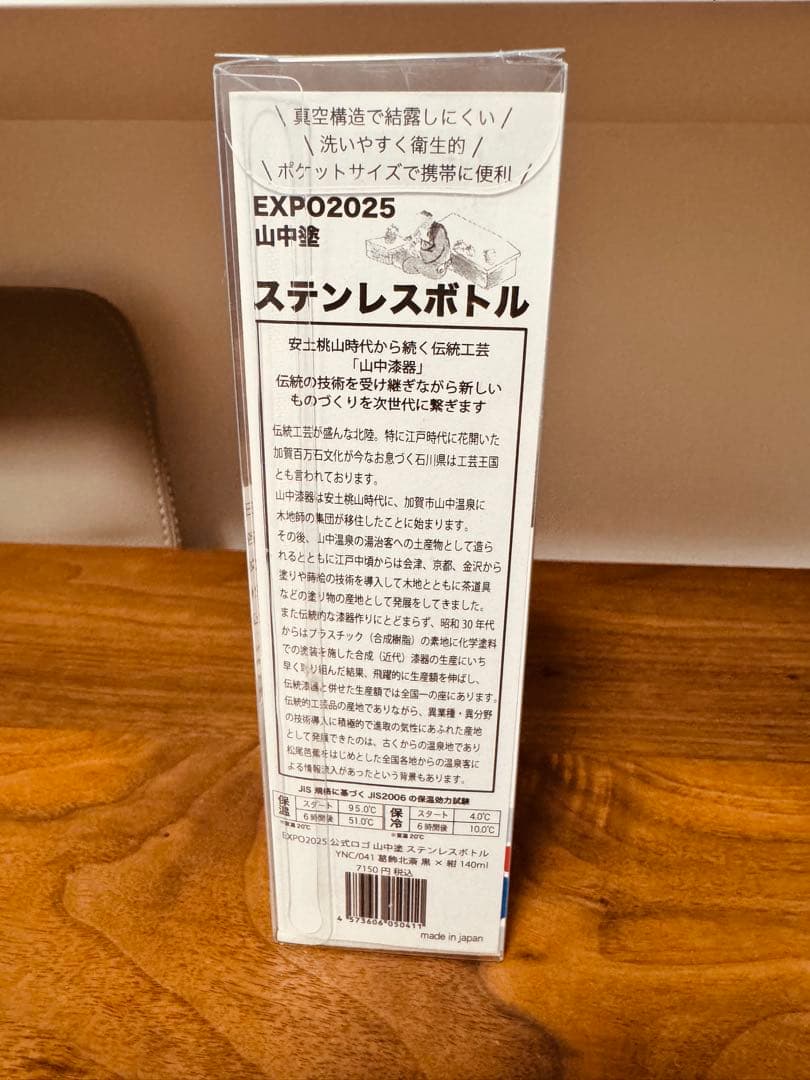 \ 真空構造で結露しにくい /
\ 洗いやすく衛生的 /
\ ポケットサイズで携帯に便利 /
EXPO2025
山中塗
ステンレスボトル
安土桃山時代から続く伝統工芸
「山中漆器」
伝統の技術を受け継ぎながら新しい
ものづくりを次世代に繋ぎます
伝統工芸が盛んな北陸。特に江戸時代に花開いた
加賀百万石文化が今なお息づく石川県は工芸王国
とも言われております。
山中漆器は安土桃山時代に、加賀市山中温泉に
木地師の集団が移住したことに始まります。
その後、山中温泉の湯治客への土産物として造ら
れるとともに江戸中頃からは会津、京都、金沢から
塗りや蒔絵の技術を導入して木地とともに茶道具
などの塗り物の産地として発展をしてきました。
また伝統的な漆器作りにとどまらず、昭和30年代
からはプラスチック（合成樹脂）の素地に化学塗料
での塗装を施した合成（近代）漆器の生産にいち
早く取り組んだ結果、飛躍的に生産額を伸ばし、
伝統漆器と併せた生産額では全国一の座にあります。
伝統的工芸品の産地でありながら、異業種・異分野
の技術導入に積極的で進取の気性にあふれた産地
として発展できたのは、古くからの温泉地であり
松尾芭蕉をはじめとした全国各地からの温泉客に
よる情報流入があったという背景もあります。
JIS 規格に基づく JIS2006 の保温効力試験
保温 スタート 95.0℃ 保冷 スタート 4.0℃
6時間後 51.0℃ 6時間後 10.0℃
※室温20℃ ※室温20℃
EXPO2025 公式ロゴ 山中塗 ステンレスボトル
YNC/041 葛飾北斎 黒 × 紺 140ml
7150円 税込
4 573606 050411
made in japan